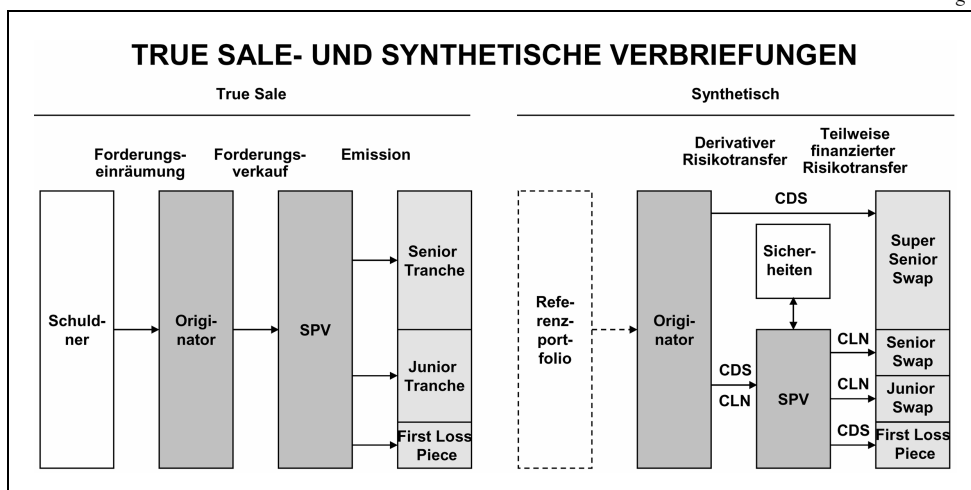 g
TRUE SALE- UND SYNTHETISCHE VERBRIEFUNGEN
True Sale
Synthetisch
Forderungs-
einräumung
Forderungs-
verkauf
Emission
Derivativer
Risikotransfer
Teilweise
finanzierter
Risikotransfer
Schuld-
ner
Origi-
nator
SPV
Senior
Tranche
Junior
Tranche
First Loss
Piece
Refe-
renz-
port-
folio
Origi-
nator
CDS
Sicher-
heiten
CDS
CLN
SPV
CLN
CLN
CDS
Super
Senior
Swap
Senior
Swap
Junior
Swap
First Loss
Piece